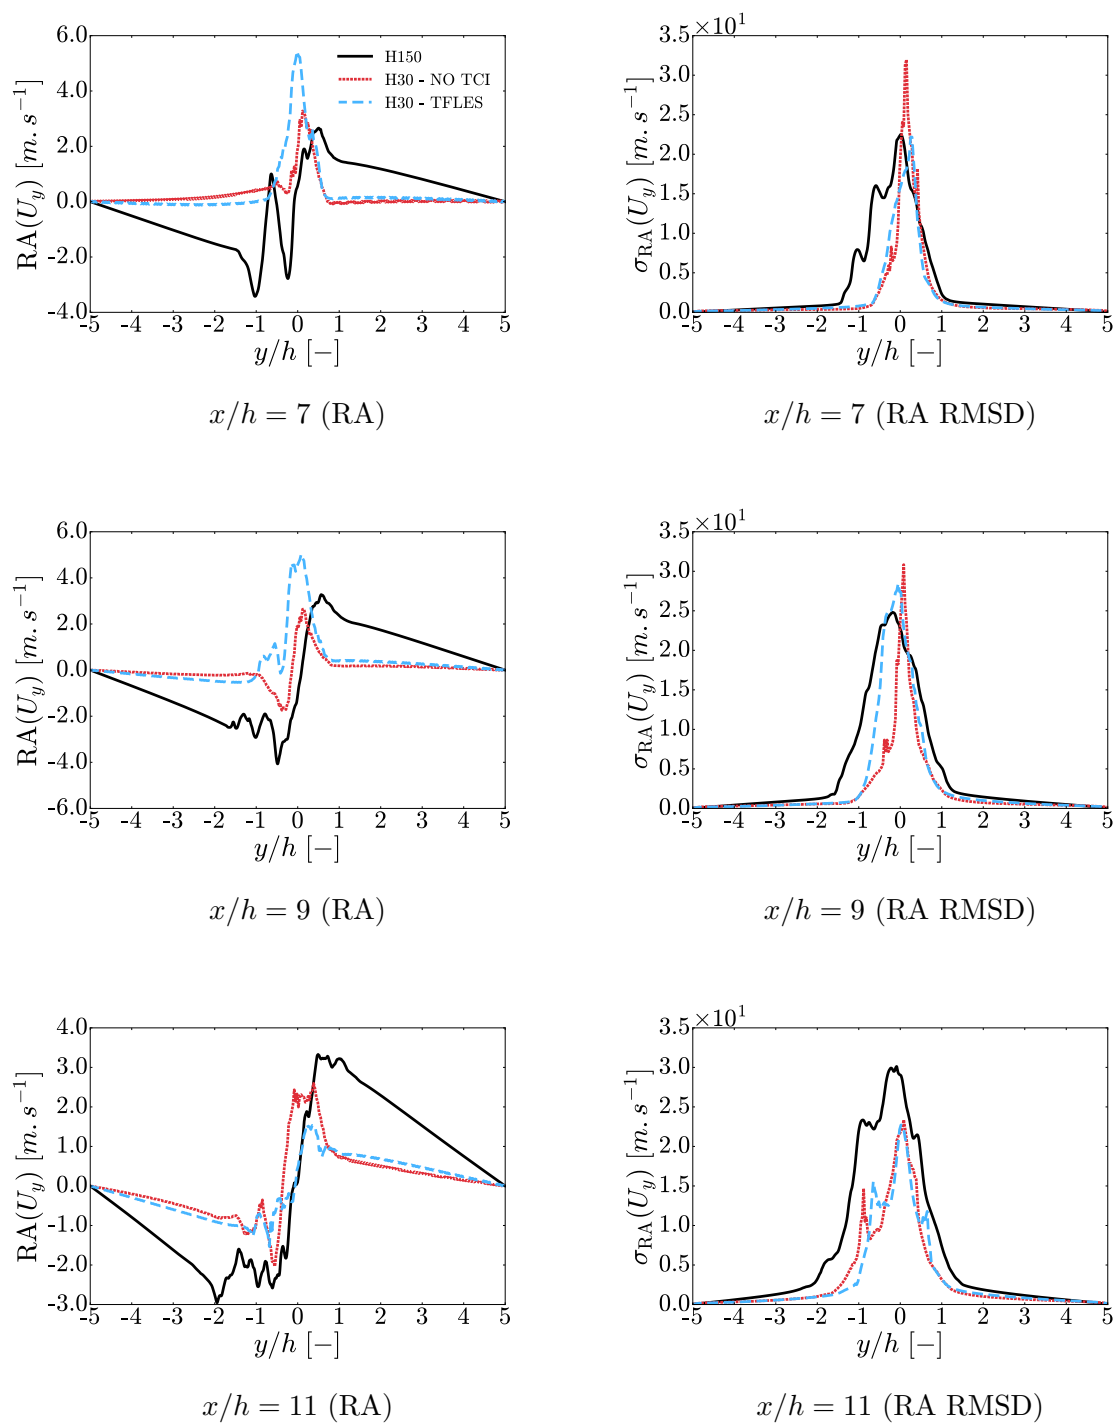 6.0
4.0
2.0
0.0
-2.0
-4.0
-5 -4 -3 -2 -1 0 1 2 3 4 5
RA(U_y) [m.s^{-1}]
y/h [−]
H150
H30 - NO TCI
H30 - TFLES
x/h = 7 (RA)
×10^1
3.5
3.0
2.5
2.0
1.5
1.0
0.5
0.0
-5 -4 -3 -2 -1 0 1 2 3 4 5
σ_{RA}(U_y) [m.s^{-1}]
y/h [−]
x/h = 7 (RA RMSD)
6.0
4.0
2.0
0.0
-2.0
-4.0
-6.0
-5 -4 -3 -2 -1 0 1 2 3 4 5
RA(U_y) [m.s^{-1}]
y/h [−]
x/h = 9 (RA)
×10^1
3.5
3.0
2.5
2.0
1.5
1.0
0.5
0.0
-5 -4 -3 -2 -1 0 1 2 3 4 5
σ_{RA}(U_y) [m.s^{-1}]
y/h [−]
x/h = 9 (RA RMSD)
4.0
3.0
2.0
1.0
0.0
-1.0
-2.0
-3.0
-5 -4 -3 -2 -1 0 1 2 3 4 5
RA(U_y) [m.s^{-1}]
y/h [−]
x/h = 11 (RA)
×10^1
3.5
3.0
2.5
2.0
1.5
1.0
0.5
0.0
-5 -4 -3 -2 -1 0 1 2 3 4 5
σ_{RA}(U_y) [m.s^{-1}]
y/h [−]
x/h = 11 (RA RMSD)